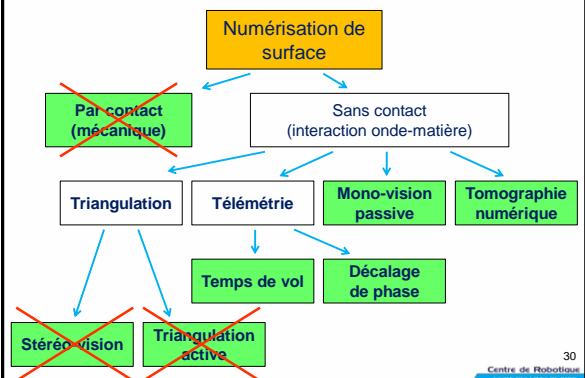 Numérisation de
surface
Par contact
(mécanique)
Sans contact
(interaction onde-matière)
Triangulation
Télémétrie
Mono-vision
passive
Tomographie
numérique
Temps de vol
Décalage
de phase
Stéréo-vision
Triangulation
active
30
Centre de Robotique